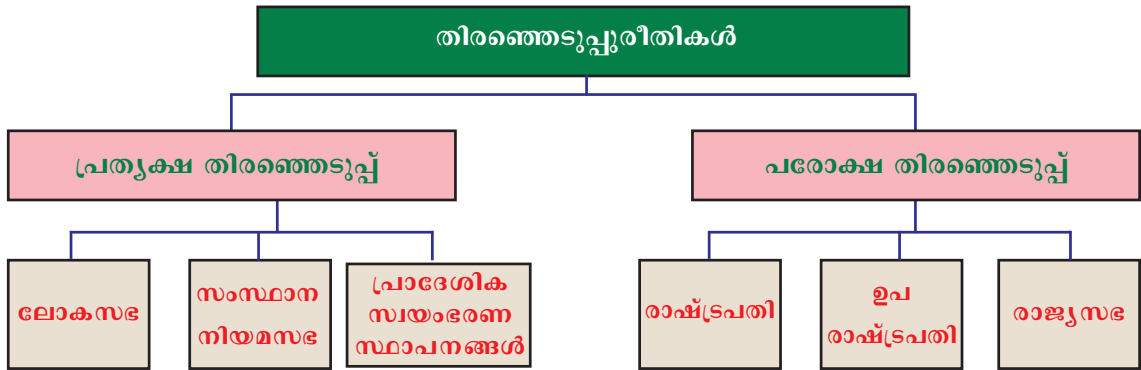 തിരഞ്ഞെടുപ്പുരീതികൾ
പ്രത്യക്ഷ തിരഞ്ഞെടുപ്പ്
പരോക്ഷ തിരഞ്ഞെടുപ്പ്
ലോകസഭ
സംസ്ഥാന
നിയമസഭ
പ്രാദേശിക
സ്വയംഭരണ
സ്ഥാപനങ്ങൾ
രാഷ്ട്രപതി
ഉപ
രാഷ്ട്രപതി
രാജ്യസഭ